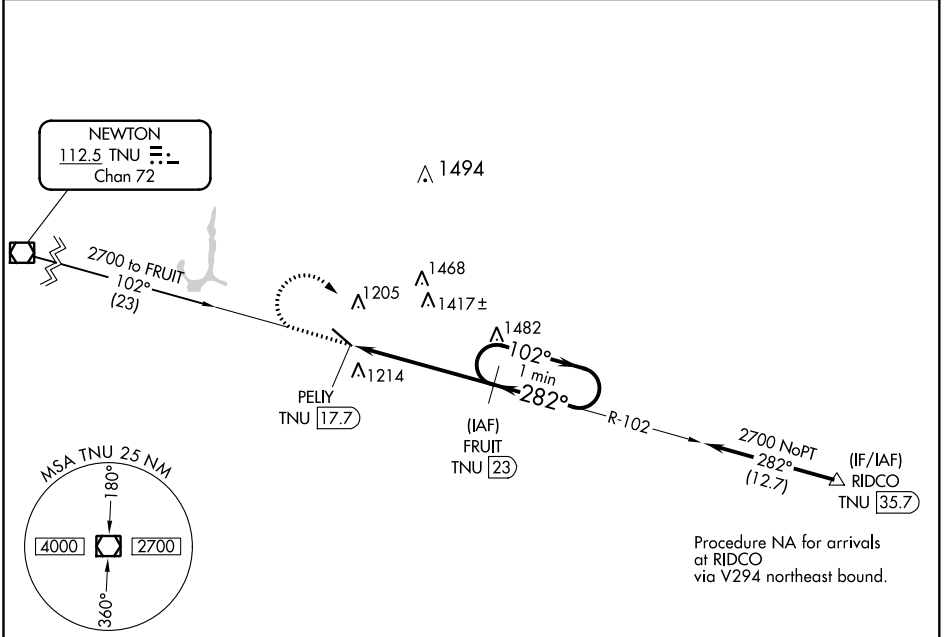 NEWTON
112.5 TNU
Chan 72
1494
2700 to FRUIT
102°
(23)
1205
1468
1417 ±
1482
102°
1 min
282°
1214
PELIY
TNU 17.7
(IAF)
FRUIT
TNU 23
R-102
2700 NoPT
282°
(12.7)
(IF/IAF)
RIDCO
TNU 35.7
MSA TNU 25 NM
180°
4000
2700
360°
Procedure NA for arrivals
at RIDCO
via V294 northeast bound.